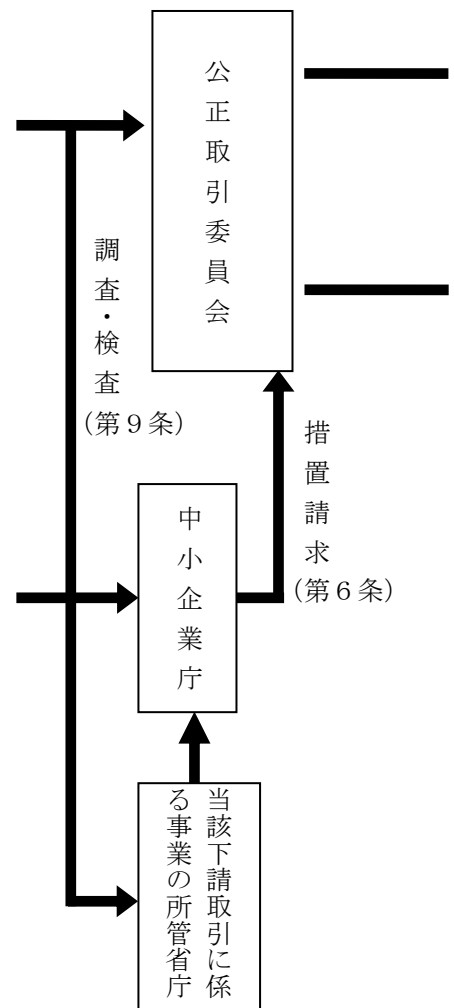 公正取引委員会
調査・検査
(第９条)
措置請求
(第６条)
中小企業庁
当該下請取引に係
る事業の所管省庁